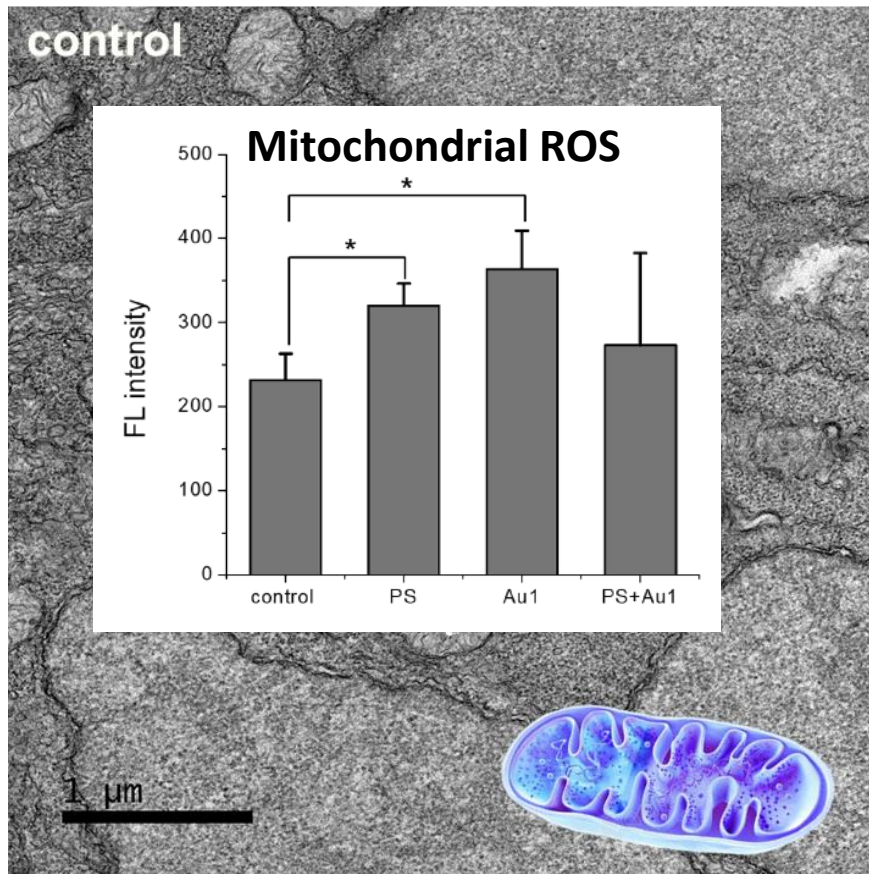 control
Mitochondrial ROS
500
400
300
200
100
0
FL intensity
*
*
control PS Au1 PS+Au1
1 μm